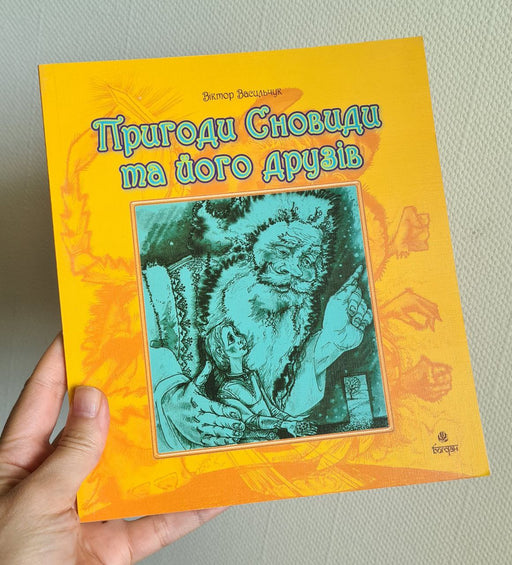 Віктор Васильчук
Пригоди Сновиди
та його друзів
Богдан